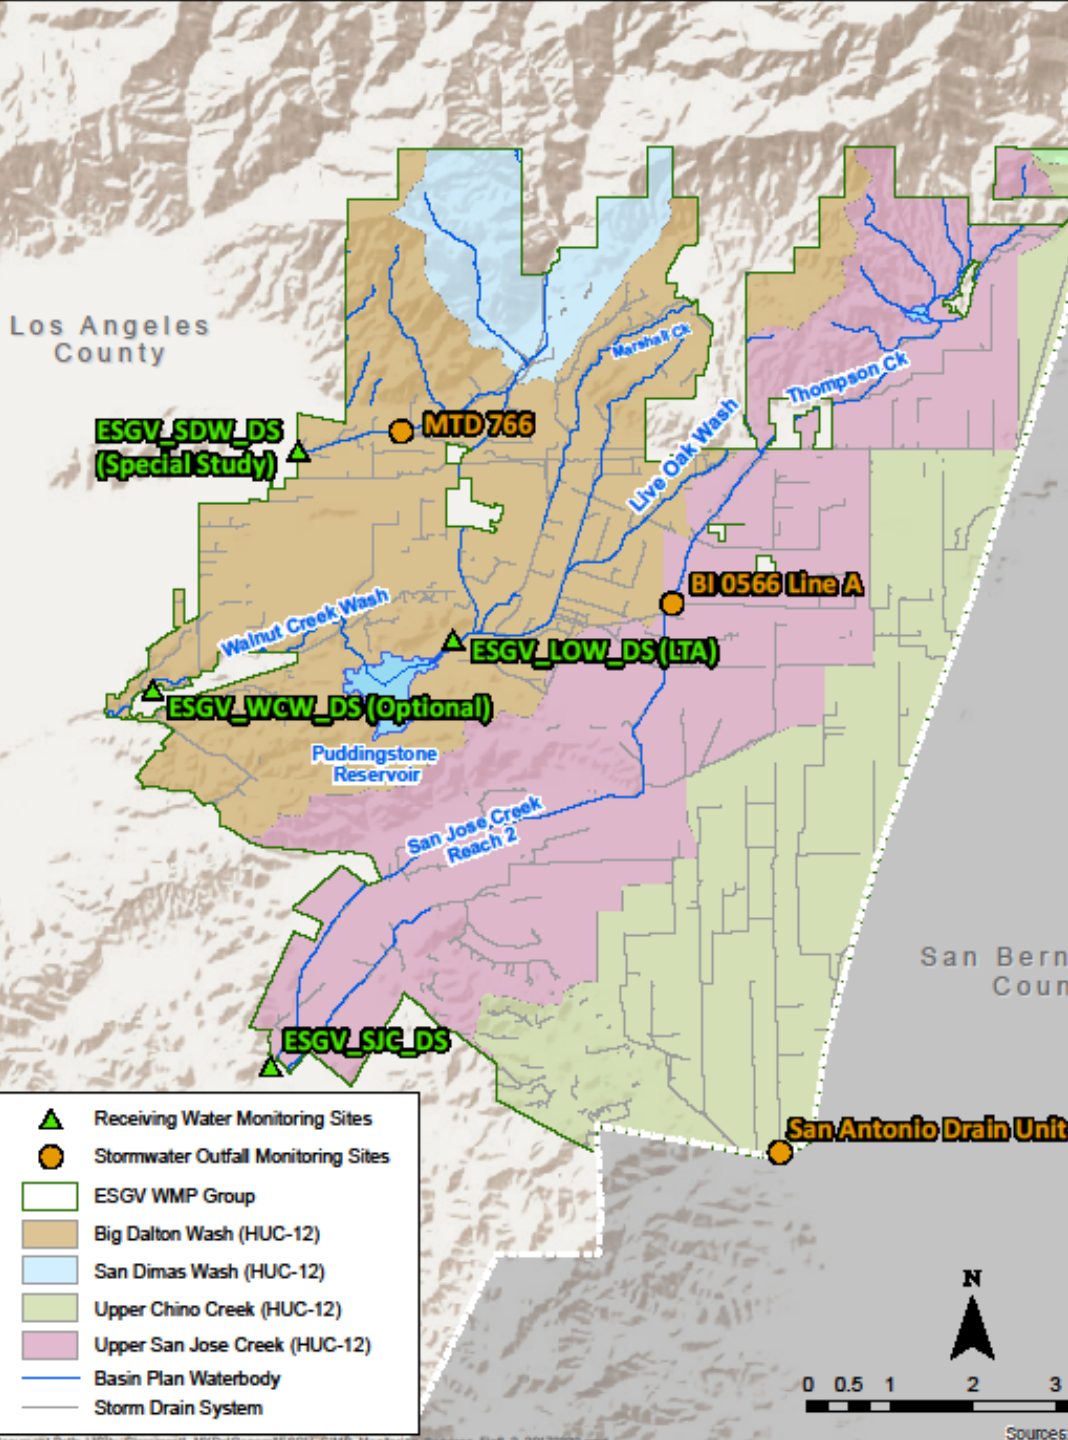 Los Angeles
County
Marshall Ck
Thompson Ck
ESGV_SDW_DS
(Special Study)
MTD 766
Live Oak Wash
BI 0566 Line A
Walnut Creek Wash
ESGV_LOW_DS (LTA)
ESGV_WCW_DS (Optional)
Puddingstone
Reservoir
San Jose Creek
Reach 2
San Bern
Coun
ESGV_SJC_DS
San Antonio Drain Unit
Receiving Water Monitoring Sites
Stormwater Outfall Monitoring Sites
ESGV WMP Group
Big Dalton Wash (HUC-12)
San Dimas Wash (HUC-12)
Upper Chino Creek (HUC-12)
Upper San Jose Creek (HUC-12)
Basin Plan Waterbody
Storm Drain System
N
0 0.5 1 2 3
Sources: